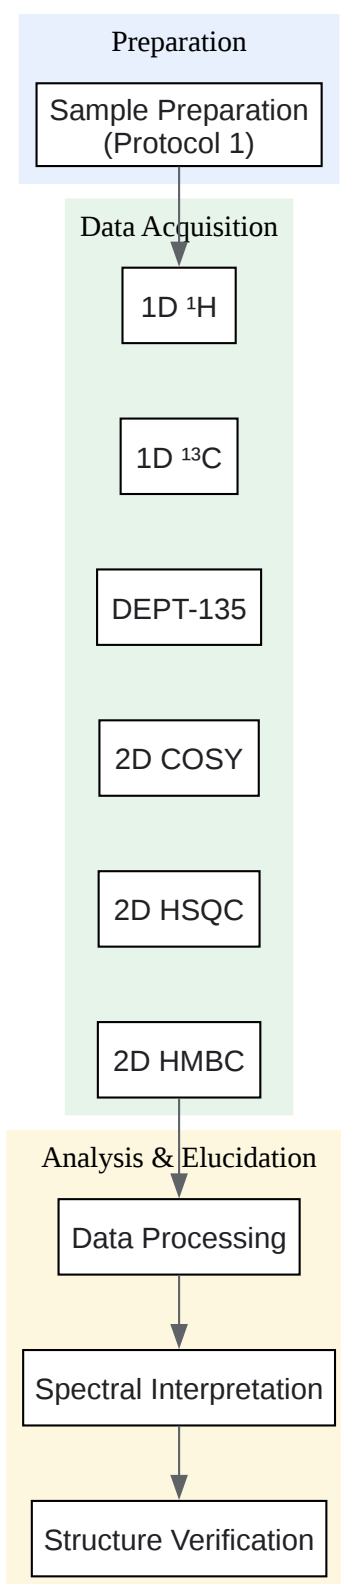 Preparation
Sample Preparation
(Protocol 1)
Data Acquisition
1D ¹H
1D ¹³C
DEPT-135
2D COSY
2D HSQC
2D HMBC
Analysis & Elucidation
Data Processing
Spectral Interpretation
Structure Verification